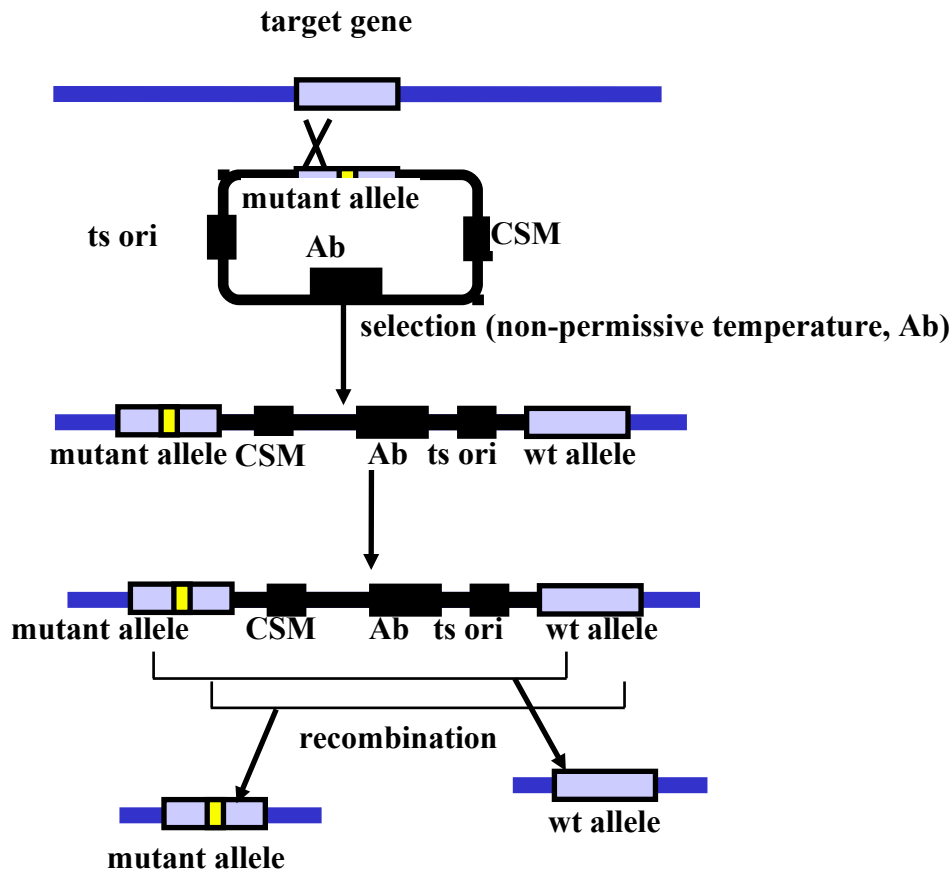 target gene
mutant allele
ts ori
Ab
CSM
selection (non-permissive temperature, Ab)
mutant allele CSM Ab ts ori wt allele
mutant allele CSM Ab ts ori wt allele
recombination
wt allele
mutant allele